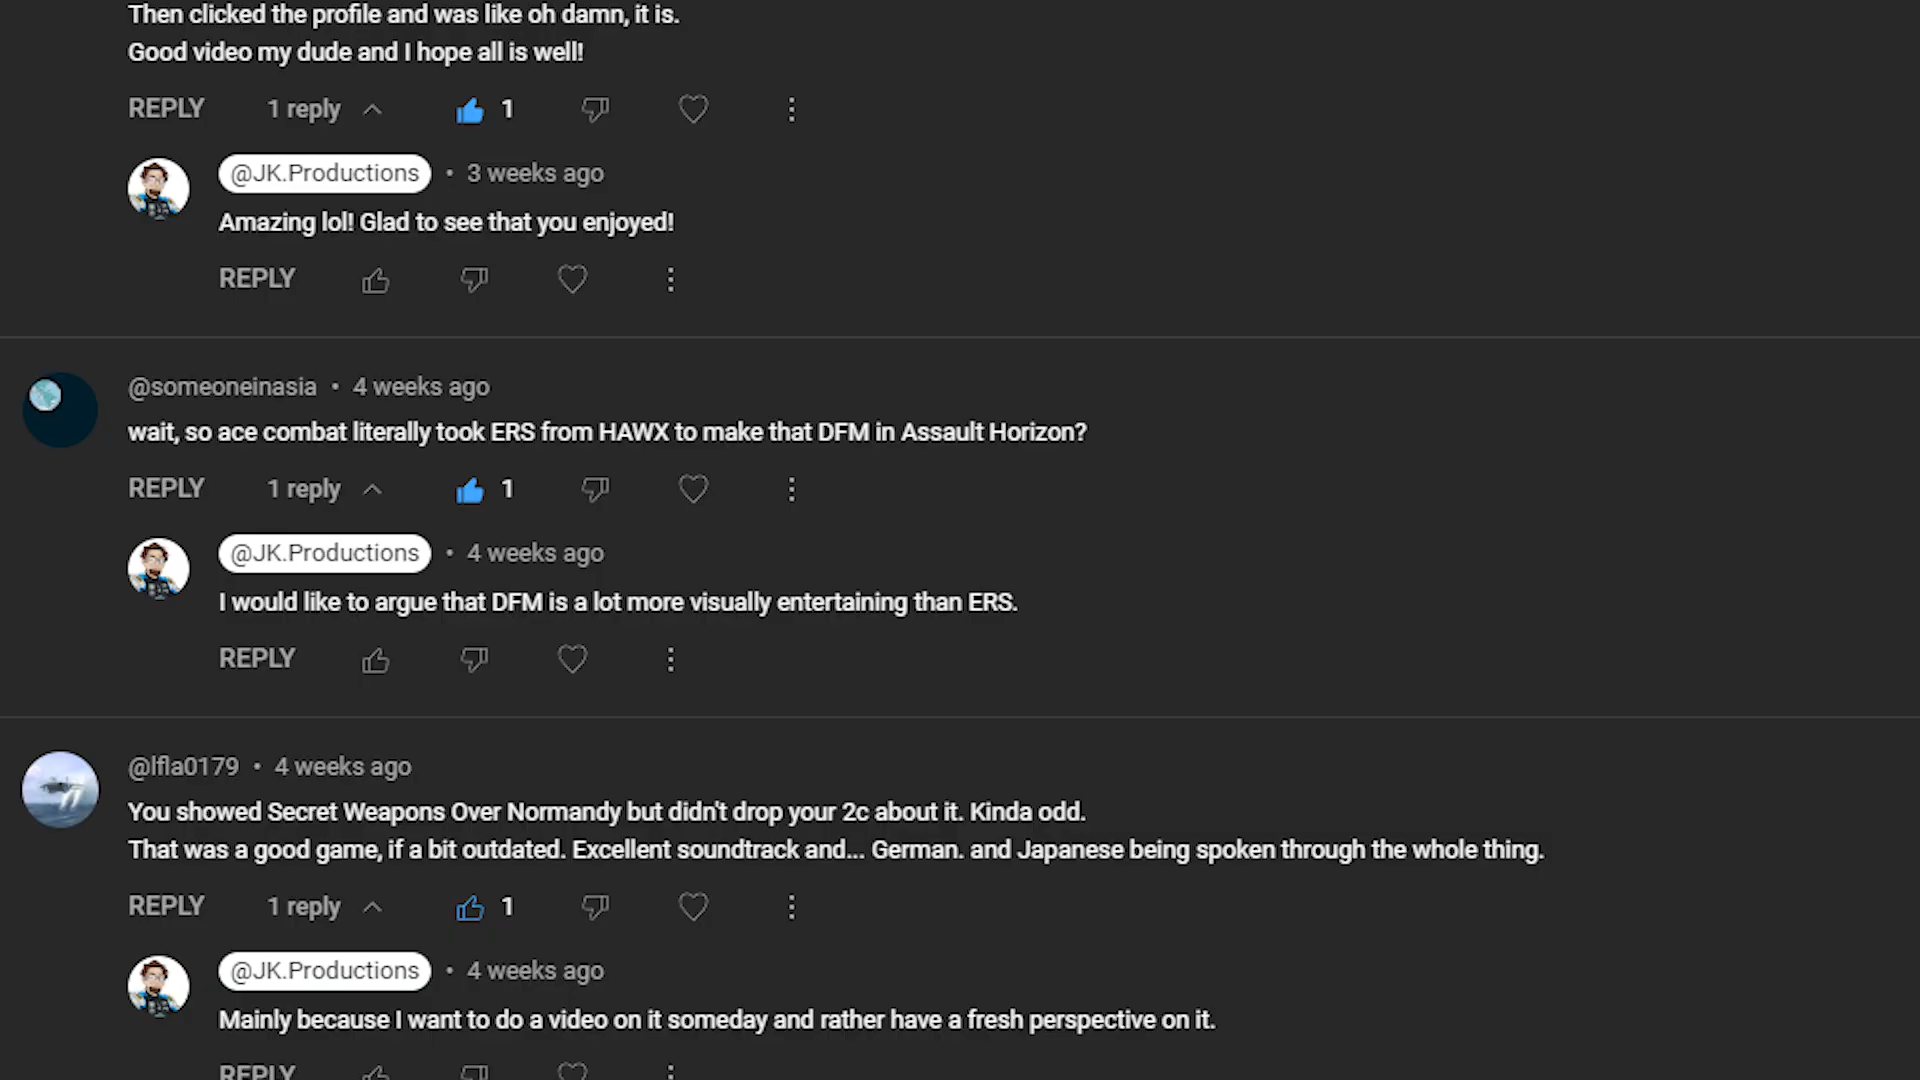 Then clicked the profile and was like oh damn, it is.
Good video my dude and I hope all is well!
REPLY 1 reply 1
@JK.Productions • 3 weeks ago
Amazing lol! Glad to see that you enjoyed!
REPLY
@someoneinasia • 4 weeks ago
wait, so ace combat literally took ERS from HAWX to make that DFM in Assault Horizon?
REPLY 1 reply 1
@JK.Productions • 4 weeks ago
I would like to argue that DFM is a lot more visually entertaining than ERS.
REPLY
@lfla0179 • 4 weeks ago
You showed Secret Weapons Over Normandy but didn't drop your 2c about it. Kinda odd.
That was a good game, if a bit outdated. Excellent soundtrack and... German. and Japanese being spoken through the whole thing.
REPLY 1 reply 1
@JK.Productions • 4 weeks ago
Mainly because I want to do a video on it someday and rather have a fresh perspective on it.
REPLY